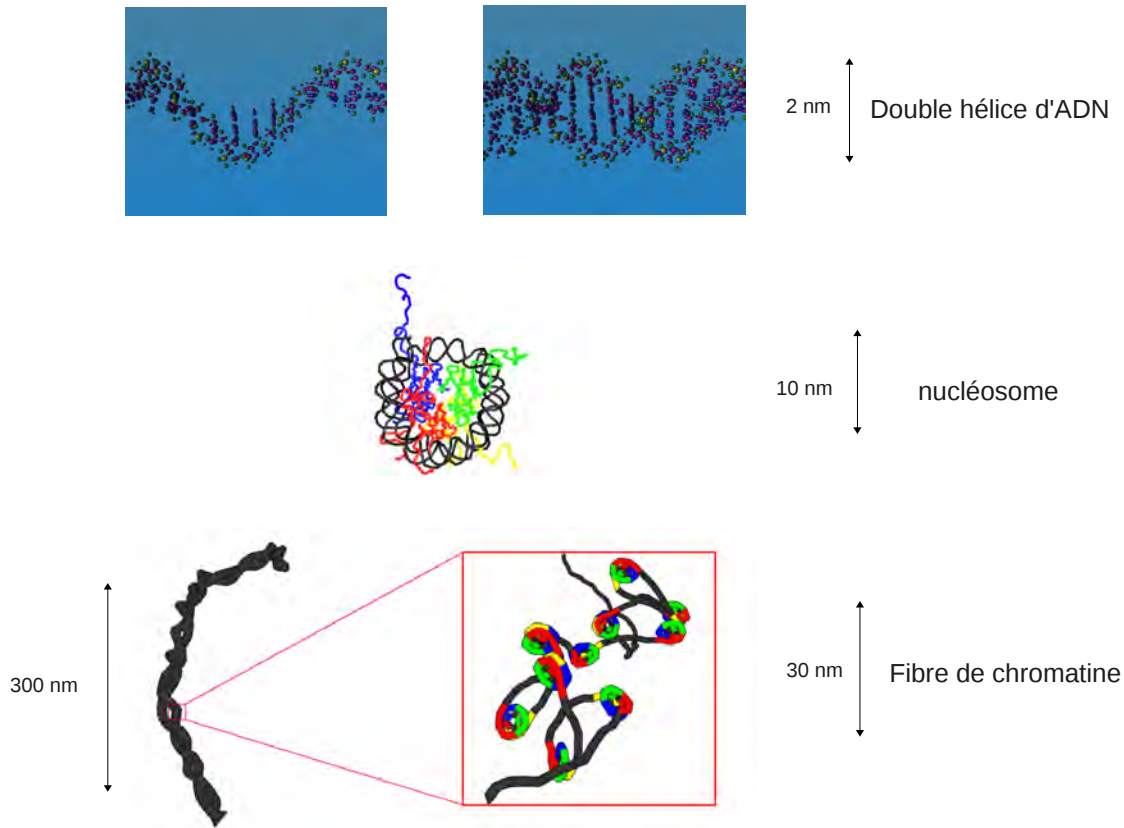 2 nm
Double hélice d'ADN
10 nm
nucléosome
300 nm
30 nm
Fibre de chromatine